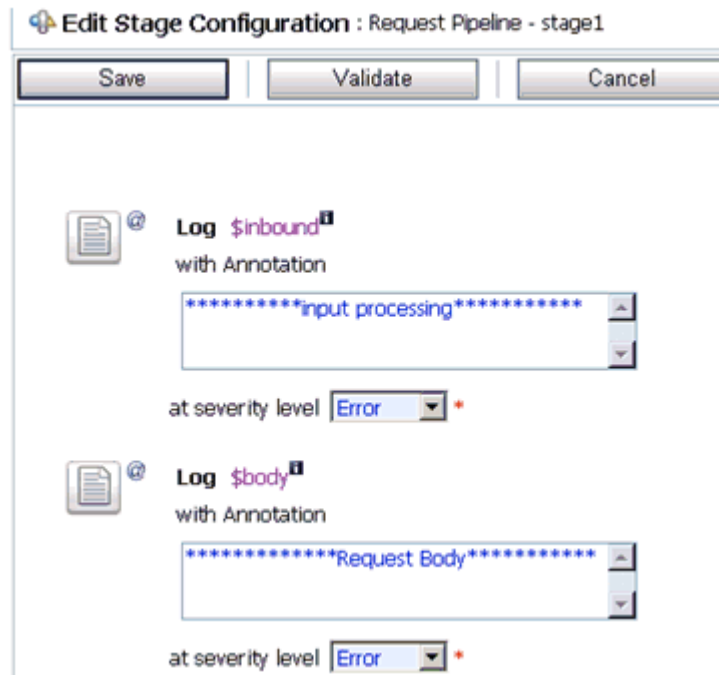 Edit Stage Configuration : Request Pipeline - stage1
Save Validate Cancel
@ Log $inbound i
with Annotation
**********input processing***********
at severity level Error *
@ Log $body i
with Annotation
*************Request Body***********
at severity level Error *